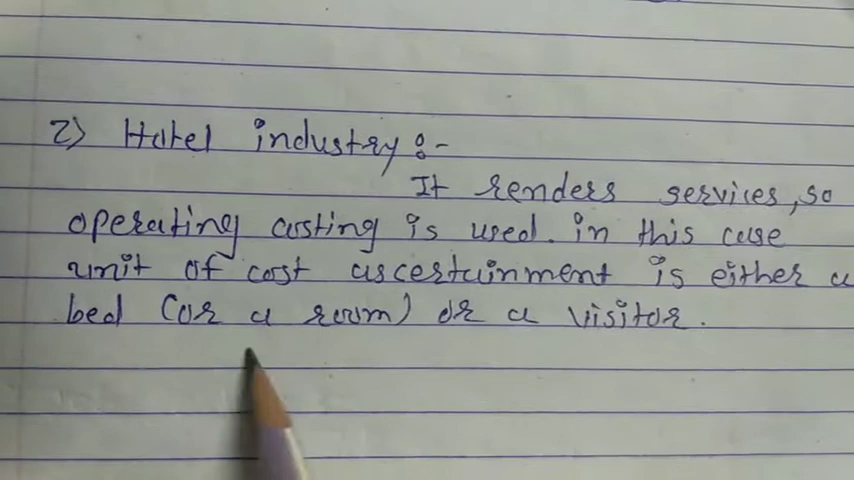 2) Hotel industry :-
It renders services, so
operating costing is used. in this case
unit of cost ascertainment is either a
bed (or a room) or a visitor.